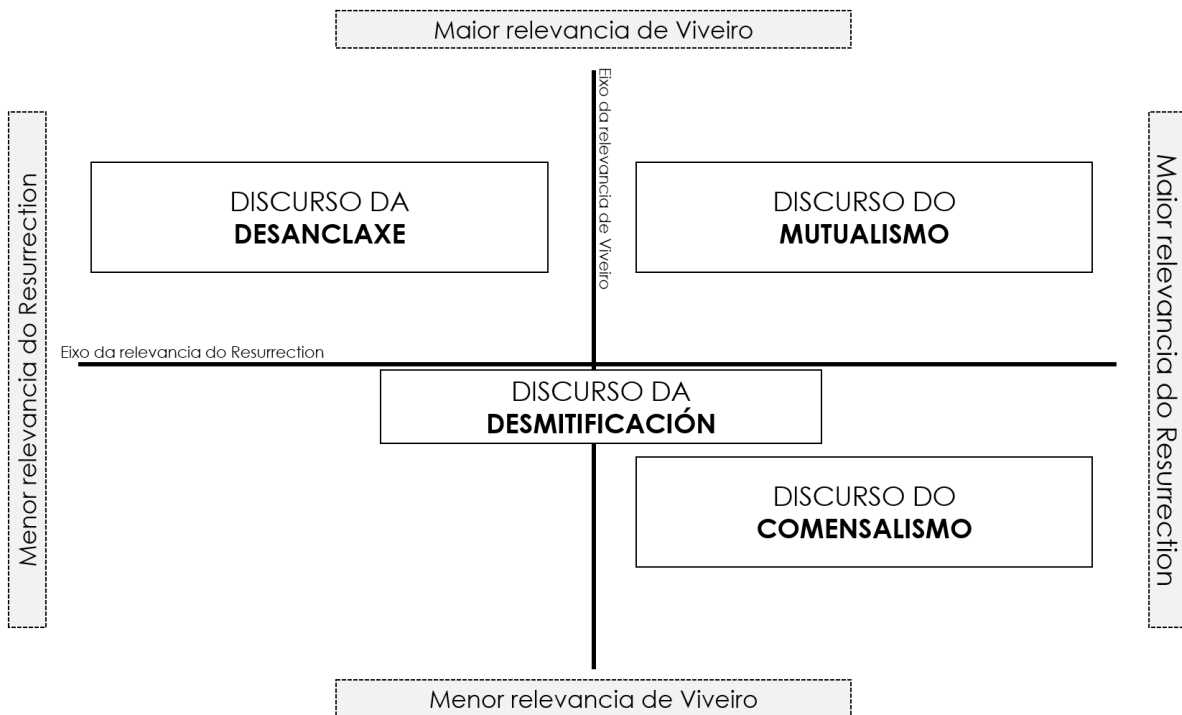 Maior relevancia de Viveiro
Eixo da relevancia de Viveiro
Menor relevancia do Resurrection
Maior relevancia do Resurrection
DISCURSO DA
DESANCLAXE
DISCURSO DO
MUTUALISMO
Eixo da relevancia do Resurrection
DISCURSO DA
DESMITIFICACIÓN
DISCURSO DO
COMENSALISMO
Menor relevancia de Viveiro